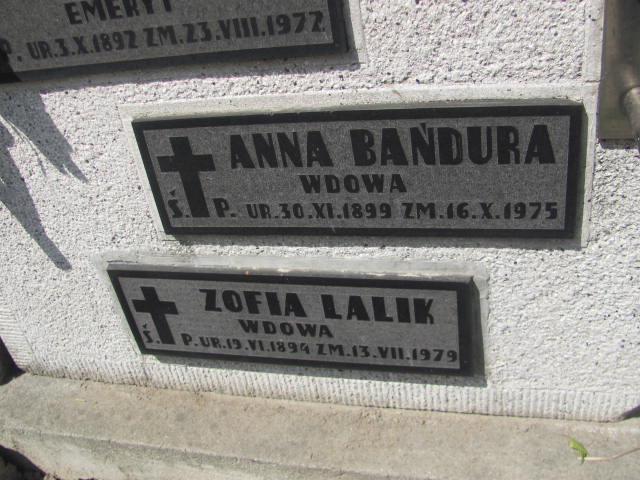 EMERYT
P. UR.3.X.1892 ZM.23.VIII.1972
ANNA BAŃDURA
WDOWA
Ś. P. UR.30.XI.1899 ZM.16.X.1975
ZOFIA LALIK
WDOWA
Ś. P. UR.19.VI.1894 ZM.13.VII.1979